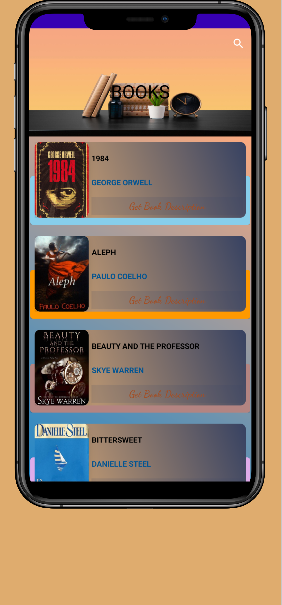 BOOKS
GEORGE ORWELL
1984
1984
GEORGE ORWELL
Get Book Description
Aleph
PAULO COELHO
ALEPH
PAULO COELHO
Get Book Description
BEAUTY
AND THE
PROFESSOR
SKYE WARREN
BEAUTY AND THE PROFESSOR
SKYE WARREN
Get Book Description
DANIELLE STEEL
BITTERSWEET
DANIELLE STEEL